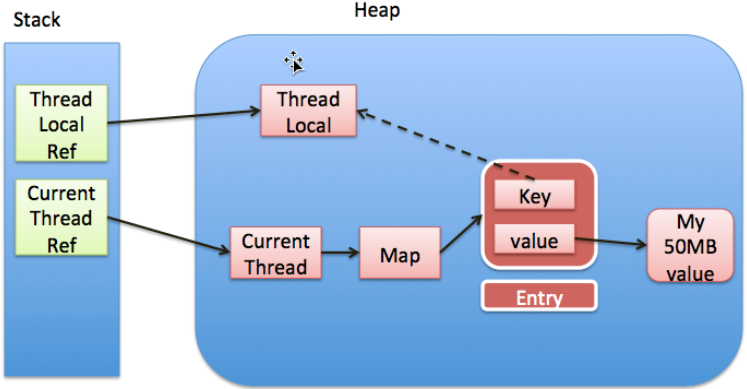 Stack
Heap
Thread
Local
Ref
Thread
Local
Current
Thread
Ref
Key
value
Current
Thread
Map
My
50MB
value
Entry